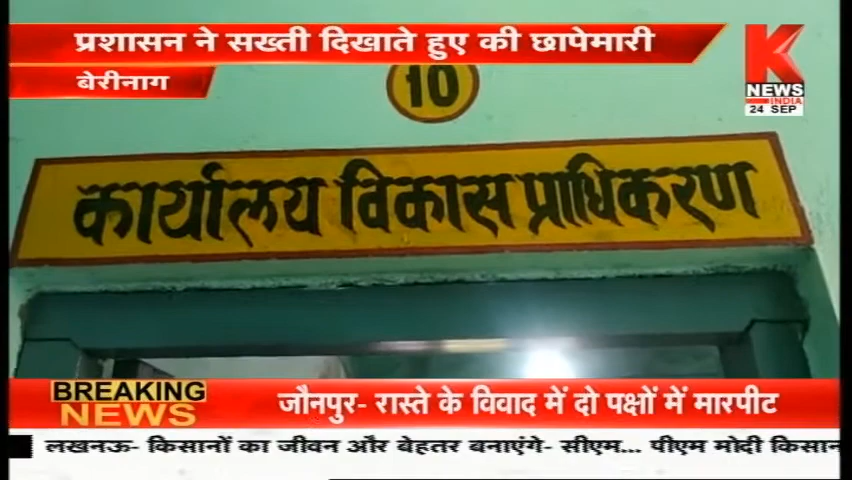 प्रशासन ने सख्ती दिखाते हुए की छापेमारी
बेरीनाग
K
NEWS
INDIA
24 SEP
10
कार्यालय विकास प्राधिकरण
BREAKING
NEWS
जौनपुर- रास्ते के विवाद में दो पक्षों में मारपीट
लखनऊ- किसानों का जीवन और बेहतर बनाएंगे- सीएम... पीएम मोदी किसान